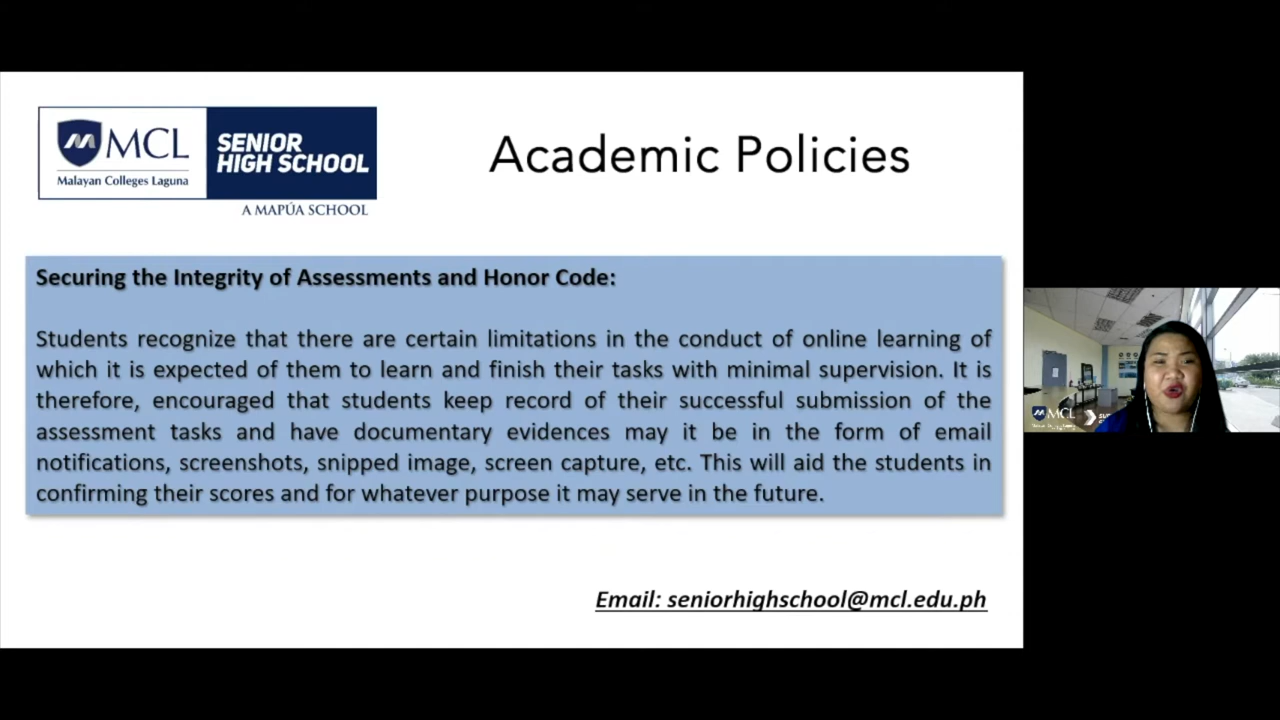 MCL
Malayan Colleges Laguna
SENIOR
HIGH SCHOOL
A MAPÚA SCHOOL
Academic Policies
Securing the Integrity of Assessments and Honor Code:
Students recognize that there are certain limitations in the conduct of online learning of
which it is expected of them to learn and finish their tasks with minimal supervision. It is
therefore, encouraged that students keep record of their successful submission of the
assessment tasks and have documentary evidences may it be in the form of email
notifications, screenshots, snipped image, screen capture, etc. This will aid the students in
confirming their scores and for whatever purpose it may serve in the future.
Email: seniorhighschool@mcl.edu.ph
MCL